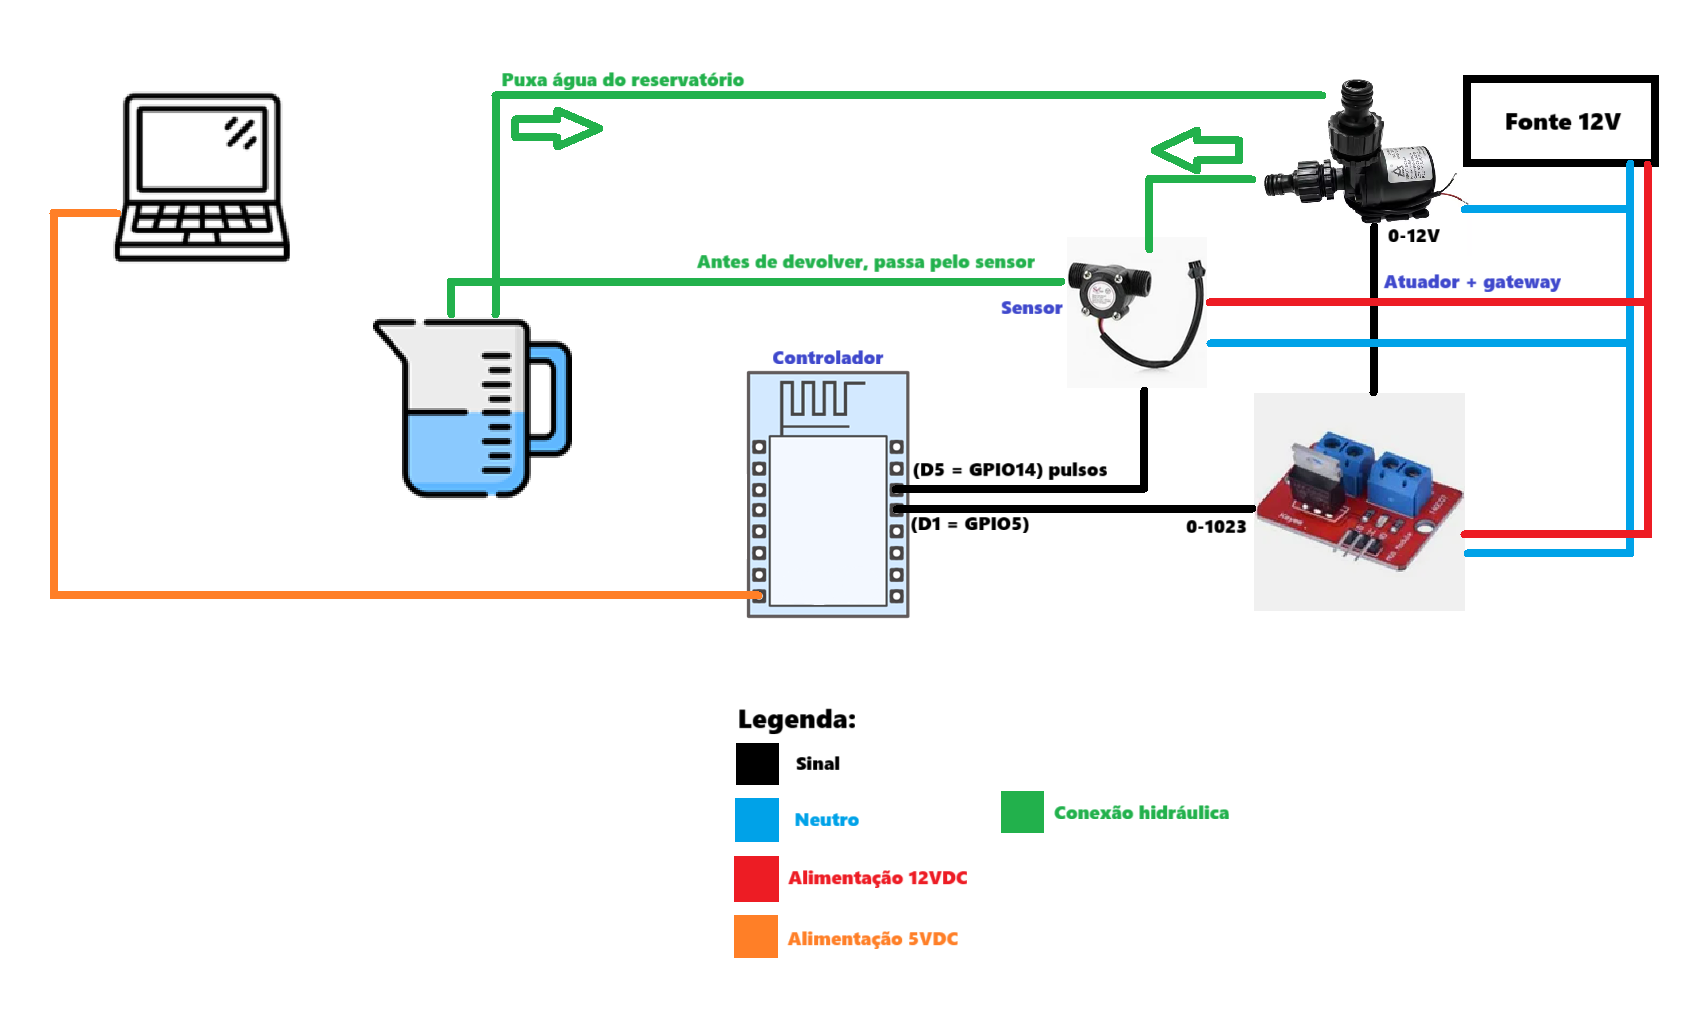 Puxa água do reservatório
Fonte 12V
0-12V
Antes de devolver, passa pelo sensor
Atuador + gateway
Sensor
Controlador
(D5 = GPIO14) pulsos
(D1 = GPIO5)
0-1023
Keyes
Legenda:
Sinal
Neutro
Conexão hidráulica
Alimentação 12VDC
Alimentação 5VDC